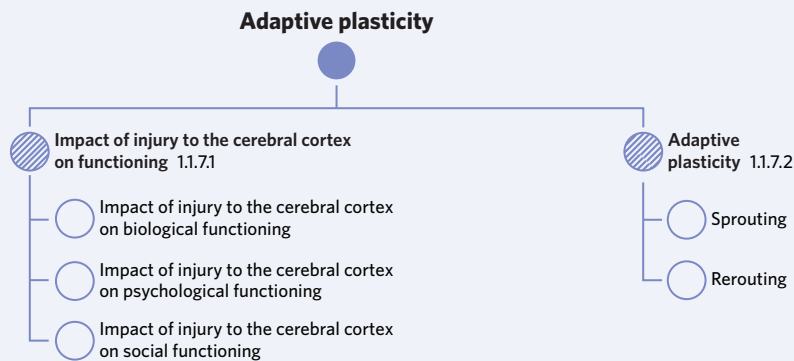 Adaptive plasticity
Impact of injury to the cerebral cortex
on functioning 1.1.7.1
Impact of injury to the cerebral cortex
on biological functioning
Impact of injury to the cerebral cortex
on psychological functioning
Impact of injury to the cerebral cortex
on social functioning
Adaptive
plasticity 1.1.7.2
Sprouting
Rerouting